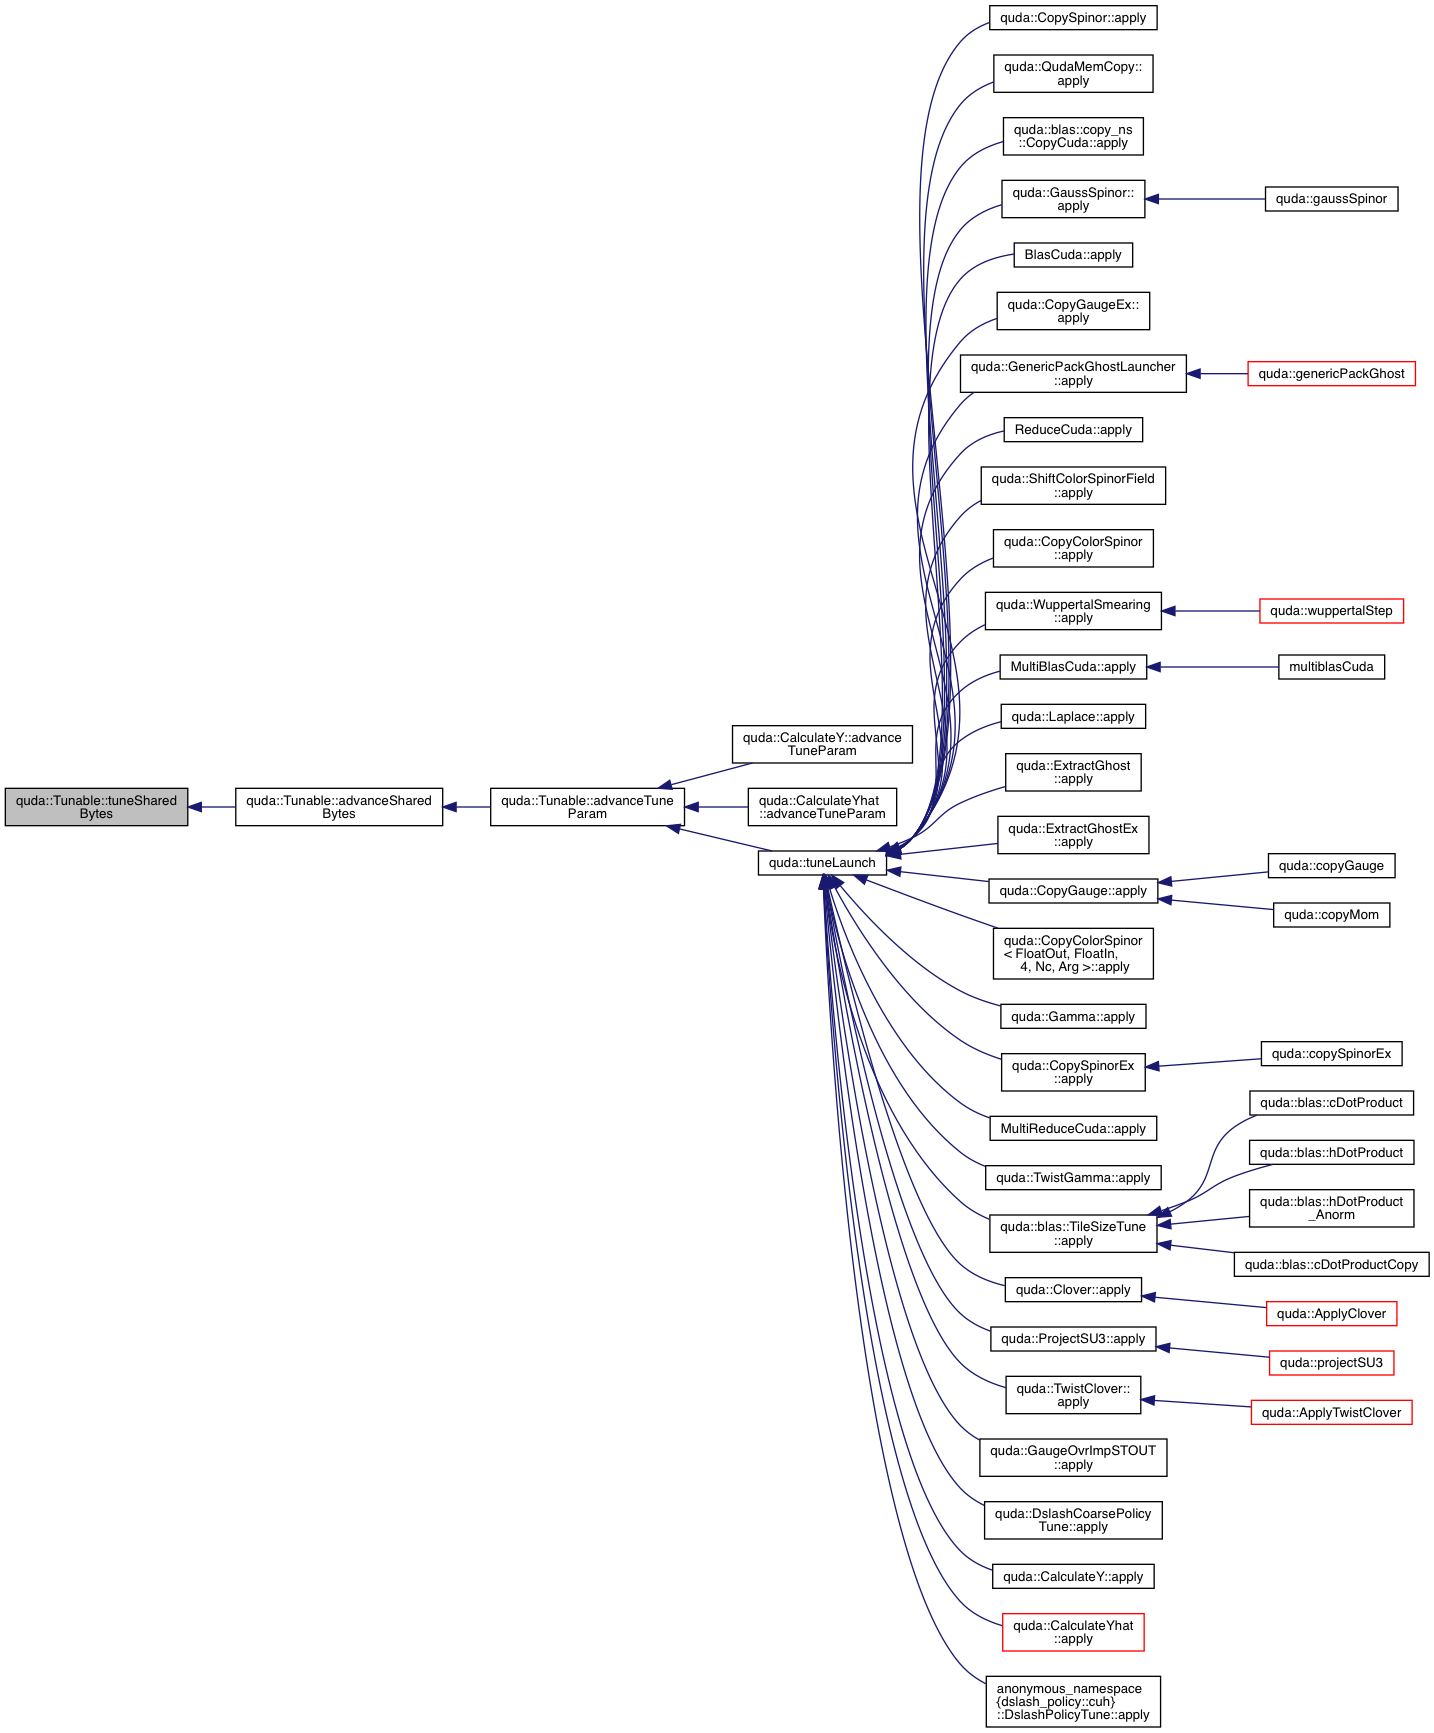 quda::CopySpinor::apply
quda::QudaMemCopy::
apply
quda::blas::copy_ns
::CopyCuda::apply
quda::GaussSpinor::
apply
quda::gaussSpinor
BlasCuda::apply
quda::CopyGaugeEx::
apply
quda::GenericPackGhostLauncher
::apply
quda::genericPackGhost
ReduceCuda::apply
quda::ShiftColorSpinorField
::apply
quda::CopyColorSpinor
::apply
quda::WuppertalSmearing
::apply
quda::wuppertalStep
MultiBlasCuda::apply
multiblasCuda
quda::Laplace::apply
quda::CalculateY::advance
TuneParam
quda::ExtractGhost
::apply
quda::Tunable::tuneShared
Bytes
quda::Tunable::advanceShared
Bytes
quda::Tunable::advanceTune
Param
quda::CalculateYhat
::advanceTuneParam
quda::ExtractGhostEx
::apply
quda::tuneLaunch
quda::CopyGauge::apply
quda::copyGauge
quda::copyMom
quda::CopyColorSpinor
< FloatOut, FloatIn,
4, Nc, Arg >::apply
quda::Gamma::apply
quda::CopySpinorEx
::apply
quda::copySpinorEx
MultiReduceCuda::apply
quda::blas::cDotProduct
quda::blas::hDotProduct
quda::TwistGamma::apply
quda::blas::hDotProduct
_Anorm
quda::blas::TileSizeTune
::apply
quda::blas::cDotProductCopy
quda::Clover::apply
quda::ApplyClover
quda::ProjectSU3::apply
quda::projectSU3
quda::TwistClover::
apply
quda::ApplyTwistClover
quda::GaugeOvrImpSTOUT
::apply
quda::DslashCoarsePolicy
Tune::apply
quda::CalculateY::apply
quda::CalculateYhat
::apply
anonymous_namespace
{dslash_policy::cuh}
::DslashPolicyTune::apply